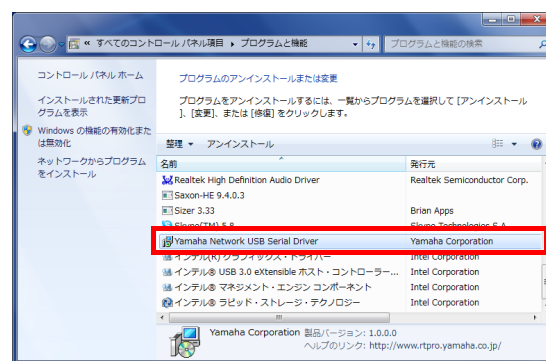 « すべてのコントロール パネル項目 ▸ プログラムと機能
プログラムと機能の検索
コントロール パネル ホーム
インストールされた更新プログラムを表示
Windows の機能の有効化または無効化
ネットワークからプログラムをインストール
プログラムのアンインストールまたは変更
プログラムをアンインストールするには、一覧からプログラムを選択して [アンインストール
]、[変更]、または [修復] をクリックします。
整理 ▼ アンインストール
名前 発行元
Realtek High Definition Audio Driver Realtek Semiconductor Corp.
Saxon-HE 9.4.0.3
Sizer 3.33 Brian Apps
Skype(TM) 5.8 Skype Technologies S.A.
Yamaha Network USB Serial Driver Yamaha Corporation
インテル(R) グラフィックス・ドライバー Intel Corporation
インテル® USB 3.0 eXtensible ホスト・コントローラー... Intel Corporation
インテル® マネジメント・エンジン コンポーネント Intel Corporation
インテル® ラピッド・ストレージ・テクノロジー Intel Corporation
Yamaha Corporation 製品バージョン: 1.0.0.0
ヘルプのリンク: http://www.rtpro.yamaha.co.jp/